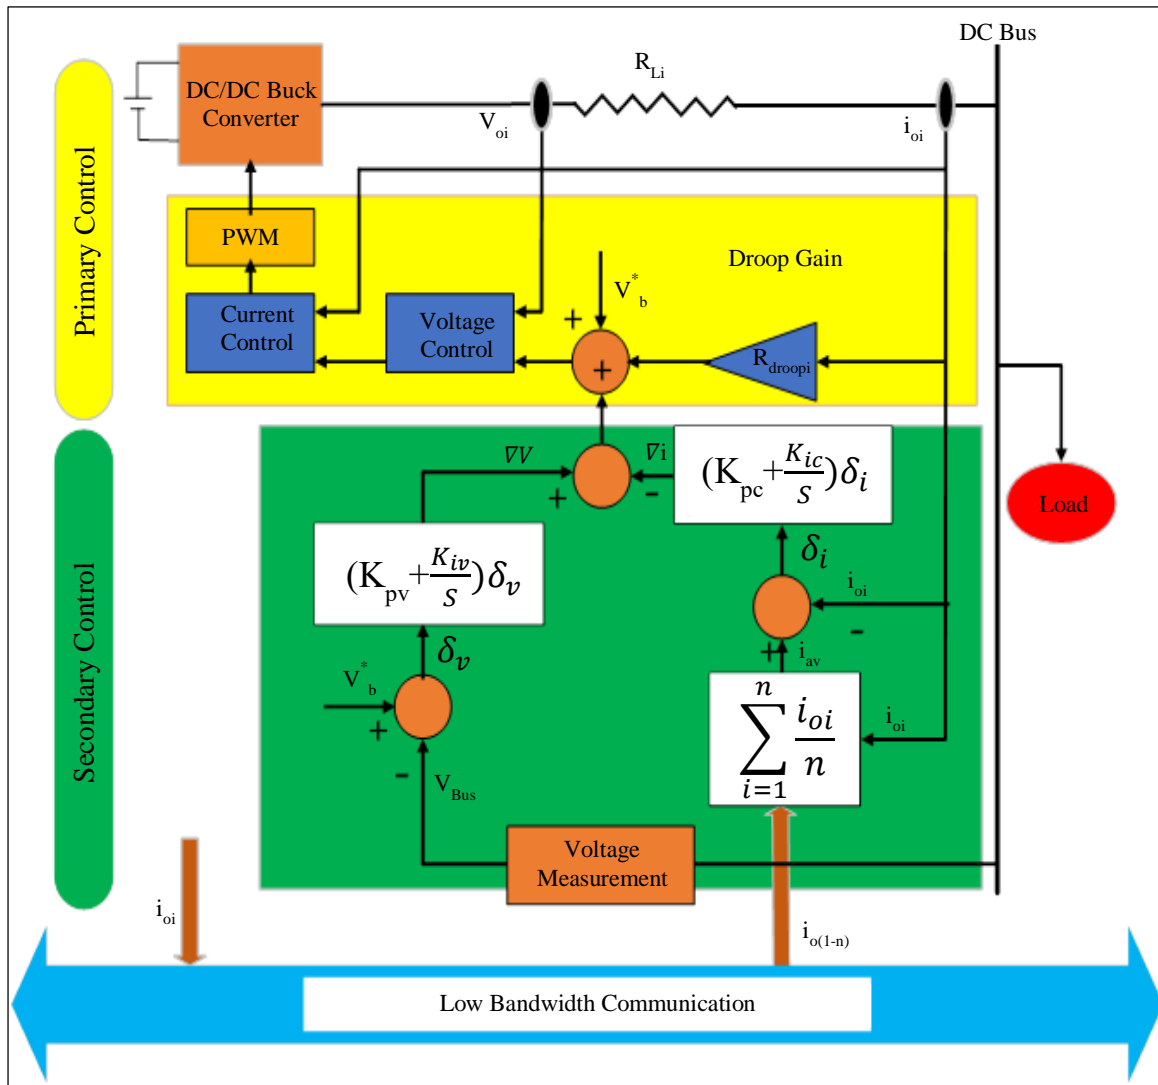 DC Bus
R_Li
DC/DC Buck
Converter
V_oi
i_oi
Primary Control
PWM
Droop Gain
V*_b
+
Current
Control
Voltage
Control
+
R_droopi
∇V
∇i
+
-
(K_pc+K_ic/S)δ_i
Load
(K_pv+K_iv/S)δ_v
δ_i
i_oi
-
+
i_av
δ_v
V*_b
+
Secondary Control
∑_{i=1}^{n} i_oi/n
i_oi
-
V_Bus
Voltage
Measurement
i_oi
i_o(1-n)
Low Bandwidth Communication